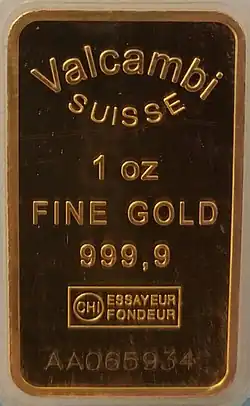 Valcambi
SUISSE
1 oz
FINE GOLD
999,9
CHI ESSAYEUR
FONDEUR
AA065934